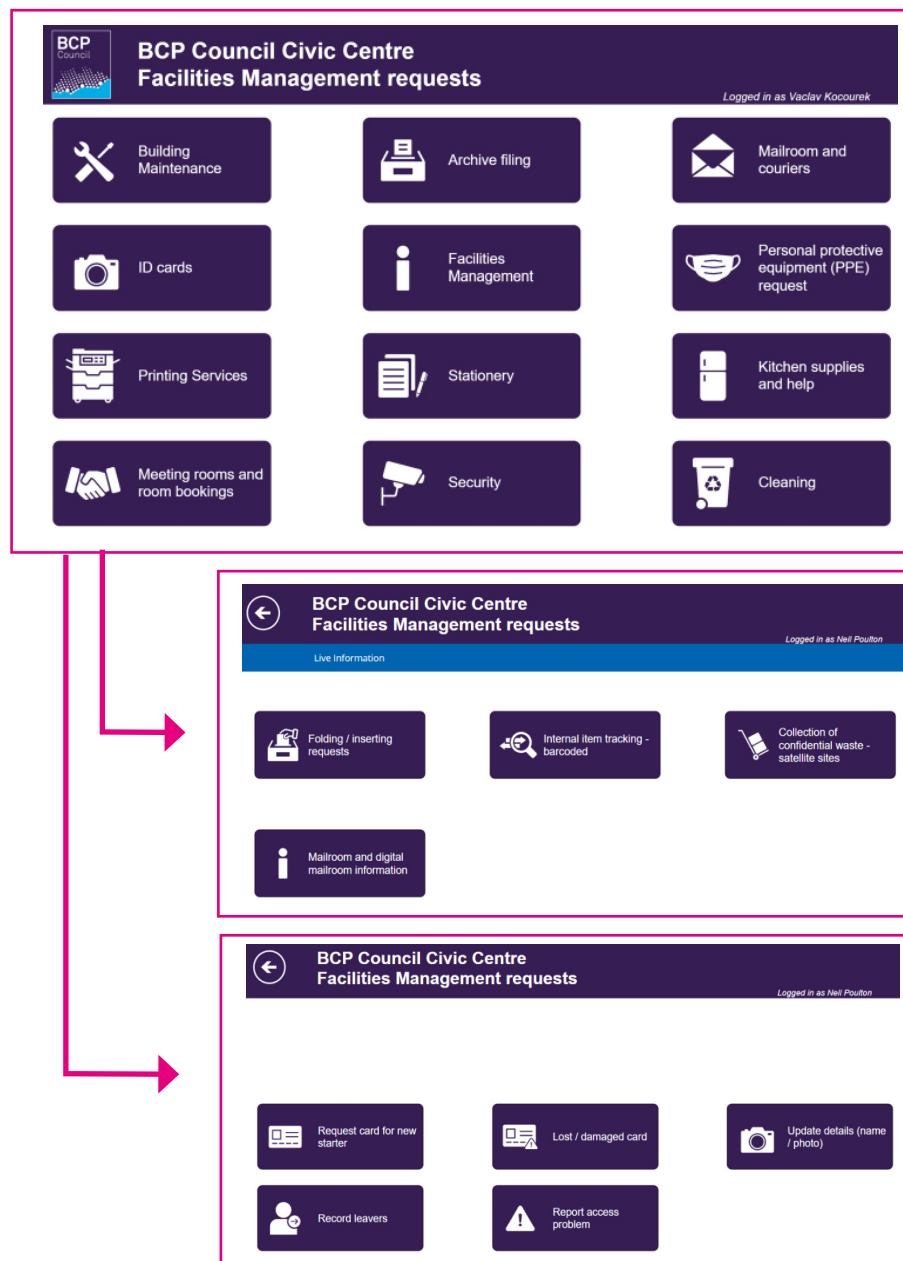 BCP
Council
BCP Council Civic Centre
Facilities Management requests
Logged in as Vaclav Kocourek
Building
Maintenance
Archive filing
Mailroom and
couriers
ID cards
Facilities
Management
Personal protective
equipment (PPE)
request
Printing Services
Stationery
Kitchen supplies
and help
Meeting rooms and
room bookings
Security
Cleaning
BCP Council Civic Centre
Facilities Management requests
Logged in as Neil Poulton
Live Information
Folding / inserting
requests
Internal item tracking -
barcoded
Collection of
confidential waste -
satellite sites
Mailroom and digital
mailroom information
BCP Council Civic Centre
Facilities Management requests
Logged in as Neil Poulton
Request card for new
starter
Lost / damaged card
Update details (name
/ photo)
Record leavers
Report access
problem